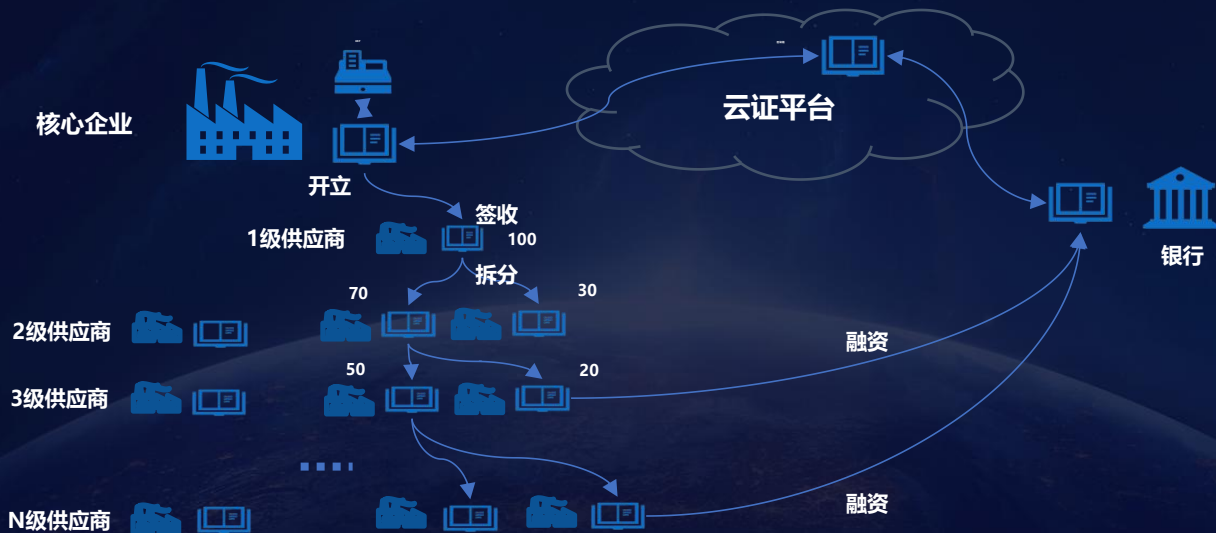 云证平台
核心企业
开立
签收
1级供应商
100
银行
拆分
70
30
2级供应商
融资
50
20
3级供应商
融资
N级供应商